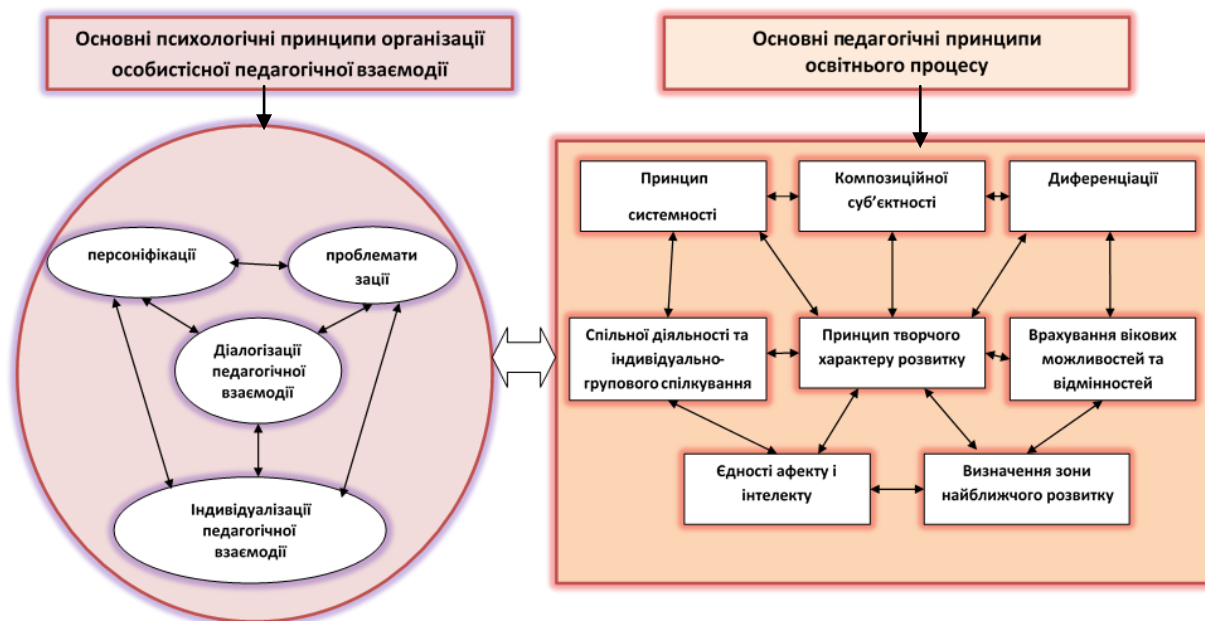 Основні психологічні принципи організації
особистісної педагогічної взаємодії
Основні педагогічні принципи
освітнього процесу
персоніфікації
проблемати
зації
Діалогізації
педагогічної
взаємодії
Індивідуалізації
педагогічної
взаємодії
Принцип
системності
Композиційної
суб’єктності
Диференціації
Спільної діяльності та
індивідуально-
групового спілкування
Принцип творчого
характеру розвитку
Врахування вікових
можливостей та
відмінностей
Єдності афекту і
інтелекту
Визначення зони
найближчого розвитку